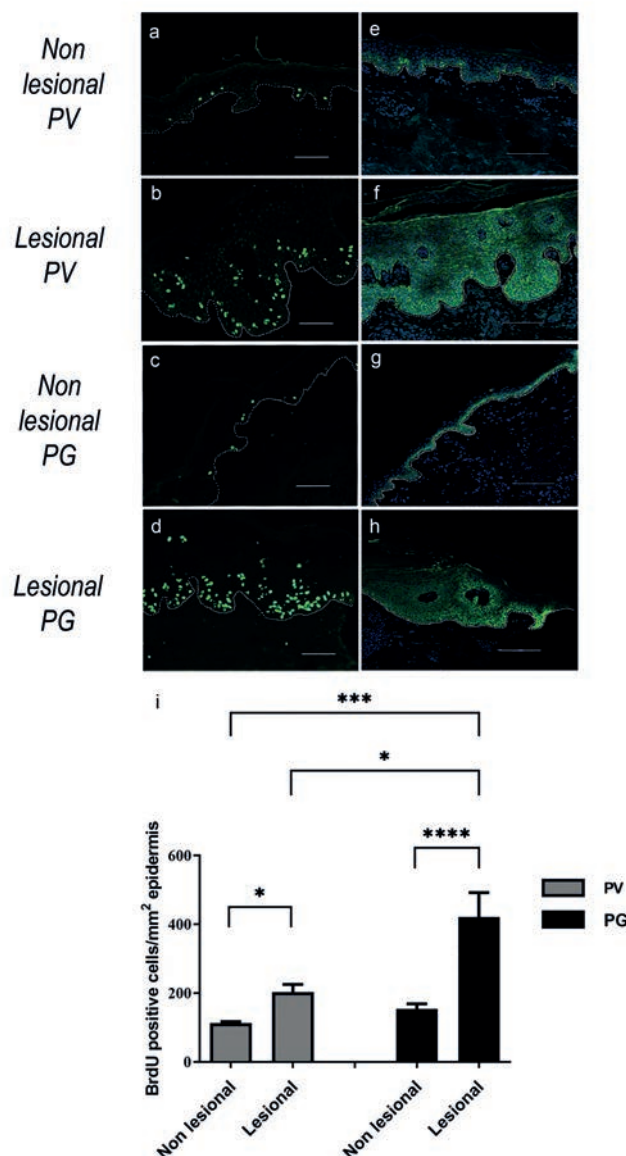 Non
lesional
PV
a
e
Lesional
PV
b
f
Non
lesional
PG
c
g
Lesional
PG
d
h
i
***
*
****
*
BrdU positive cells/mm² epidermis
600
400
200
0
Non lesional
Lesional
Non lesional
Lesional
PV
PG